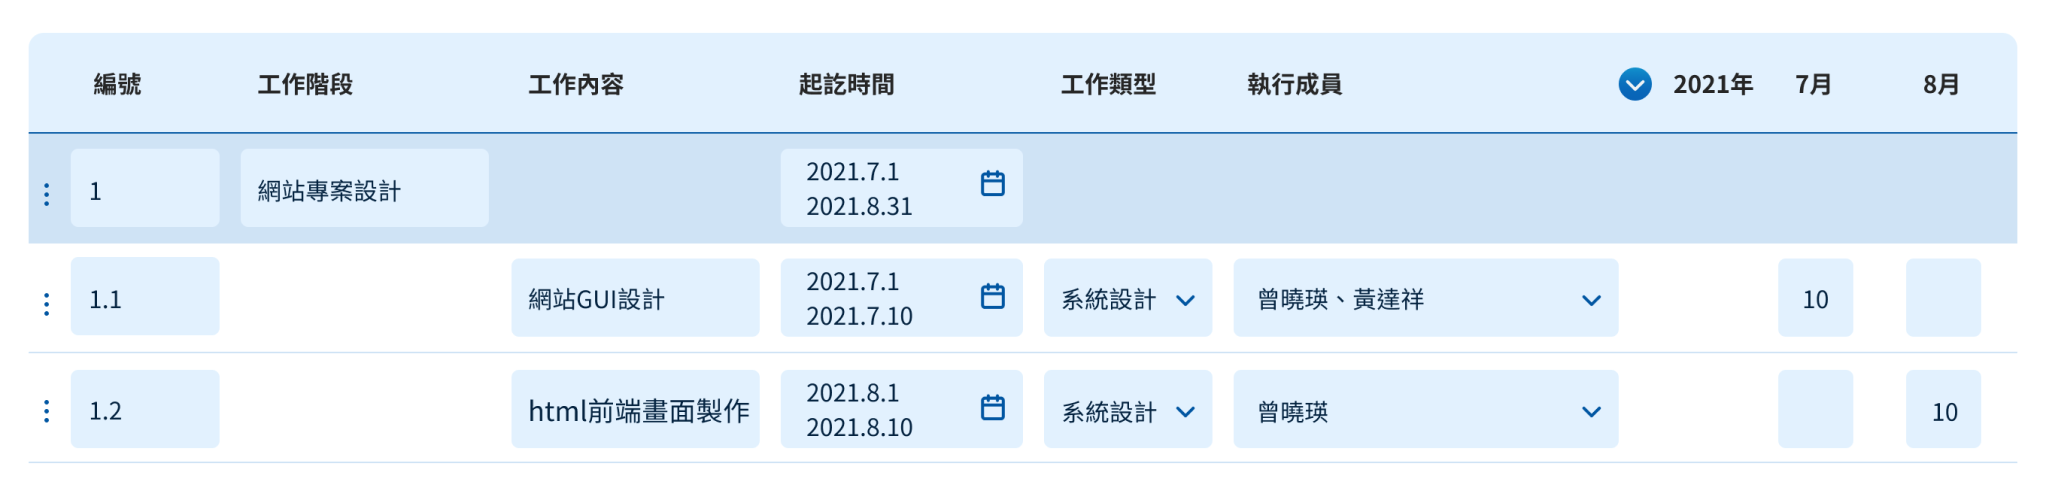 編號 工作階段 工作內容 起訖時間 工作類型 執行成員 2021年 7月 8月
1 網站專案設計 2021.7.1
2021.8.31
1.1 網站GUI設計 2021.7.1
2021.7.10 系統設計 曾曉瑛、黃達祥 10
1.2 html前端畫面製作 2021.8.1
2021.8.10 系統設計 曾曉瑛 10